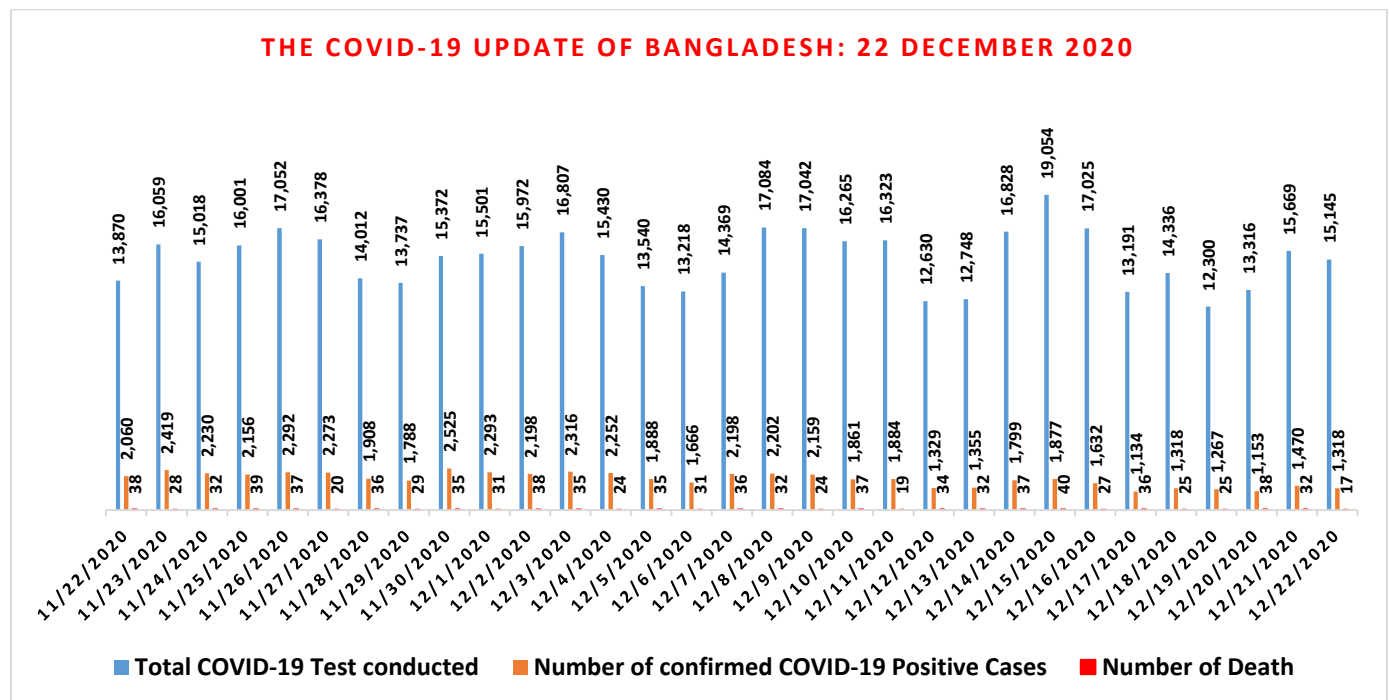 THE COVID-19 UPDATE OF BANGLADESH: 22 DECEMBER 2020
13,870 16,059 15,018 16,001 17,052 16,378 14,012 13,737 15,372 15,501 15,972 16,807 15,430 13,540 13,218 14,369 17,084 17,042 16,265 16,323 12,630 12,748 16,828 19,054 17,025 13,191 14,336 12,300 13,316 15,669 15,145
2,060 2,419 2,230 2,156 2,292 2,273 1,908 1,788 2,525 2,293 2,198 2,316 2,252 1,888 1,666 2,198 2,202 2,159 1,861 1,884 1,329 1,355 1,799 1,877 1,632 1,134 1,318 1,267 1,153 1,470 1,318
38 28 32 39 37 20 36 29 35 31 38 35 24 35 31 36 32 24 37 19 34 32 37 40 27 36 25 25 38 32 17
11/22/2020 11/23/2020 11/24/2020 11/25/2020 11/26/2020 11/27/2020 11/28/2020 11/29/2020 11/30/2020 12/1/2020 12/2/2020 12/3/2020 12/4/2020 12/5/2020 12/6/2020 12/7/2020 12/8/2020 12/9/2020 12/10/2020 12/11/2020 12/12/2020 12/13/2020 12/14/2020 12/15/2020 12/16/2020 12/17/2020 12/18/2020 12/19/2020 12/20/2020 12/21/2020 12/22/2020
Total COVID-19 Test conducted Number of confirmed COVID-19 Positive Cases Number of Death